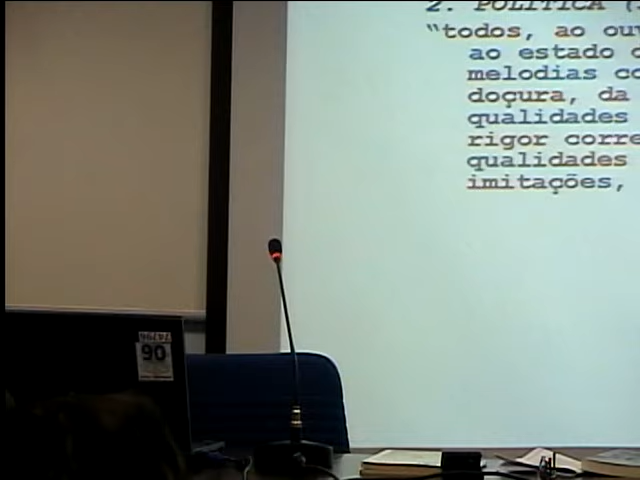 2. POLÍTICA (
"todos, ao ouv
ao estado
melodias co
doçura, da
qualidades
rigor corre
qualidades
imitações,
90